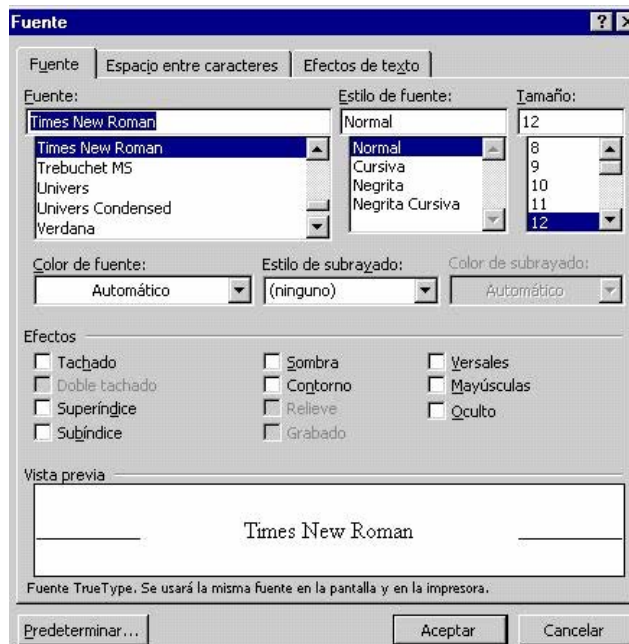 Fuente
Fuente Espacio entre caracteres Efectos de texto
Fuente: Estilo de fuente: Tamaño:
Times New Roman Normal 12
Times New Roman Normal 8
Trebuchet MS Cursiva 9
Univers Negrita 10
Univers Condensed Negrita Cursiva 11
Verdana 12
Color de fuente: Estilo de subrayado: Color de subrayado:
Automático (ninguno) Automático
Efectos
Tachado Sombra Versales
Doble tachado Contorno Mayúsculas
Superíndice Relieve Oculto
Subíndice Grabado
Vista previa
Times New Roman
Fuente TrueType. Se usará la misma fuente en la pantalla y en la impresora.
Predeterminar... Aceptar Cancelar